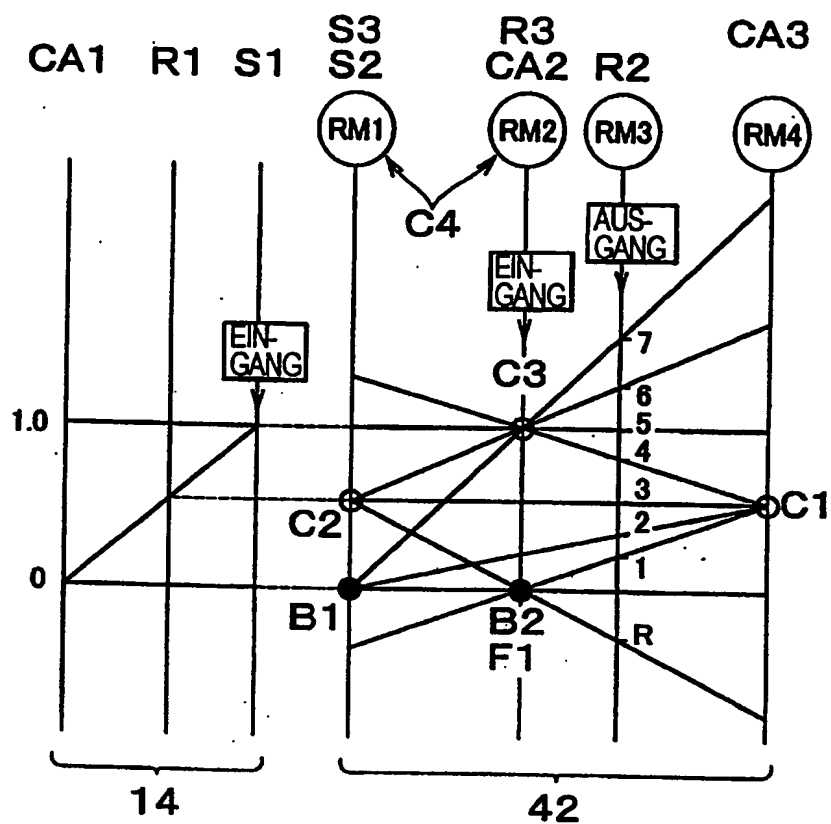 S3
R3
CA3
CA1
R1
S1
S2
CA2
R2
RM1
RM2
RM3
RM4
C4
AUS-
GANG
EIN-
GANG
EIN-
GANG
7
C3
6
1.0
5
4
3
C2
C1
2
0
1
B1
B2
R
F1
14
42